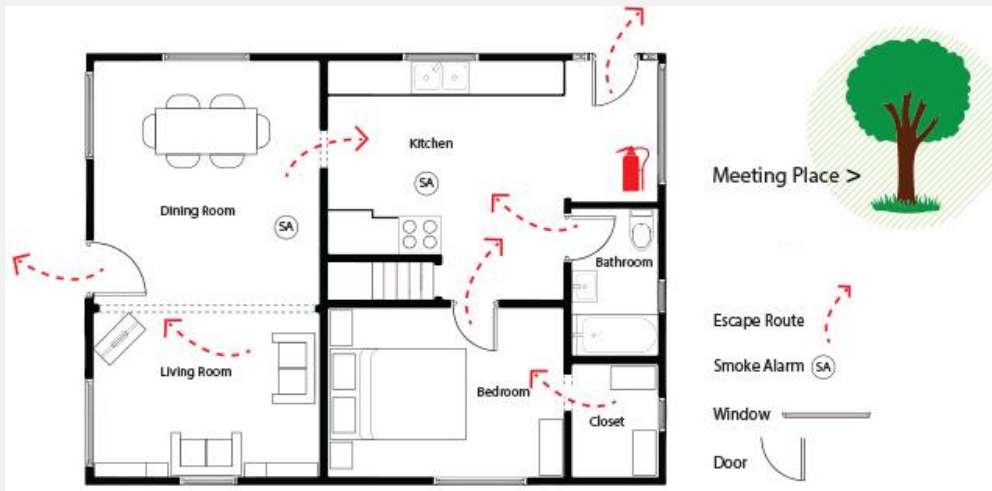 Kitchen
SA
Dining Room
SA
Bathroom
Living Room
Bedroom
Closet
Meeting Place >
Escape Route
Smoke Alarm SA
Window
Door